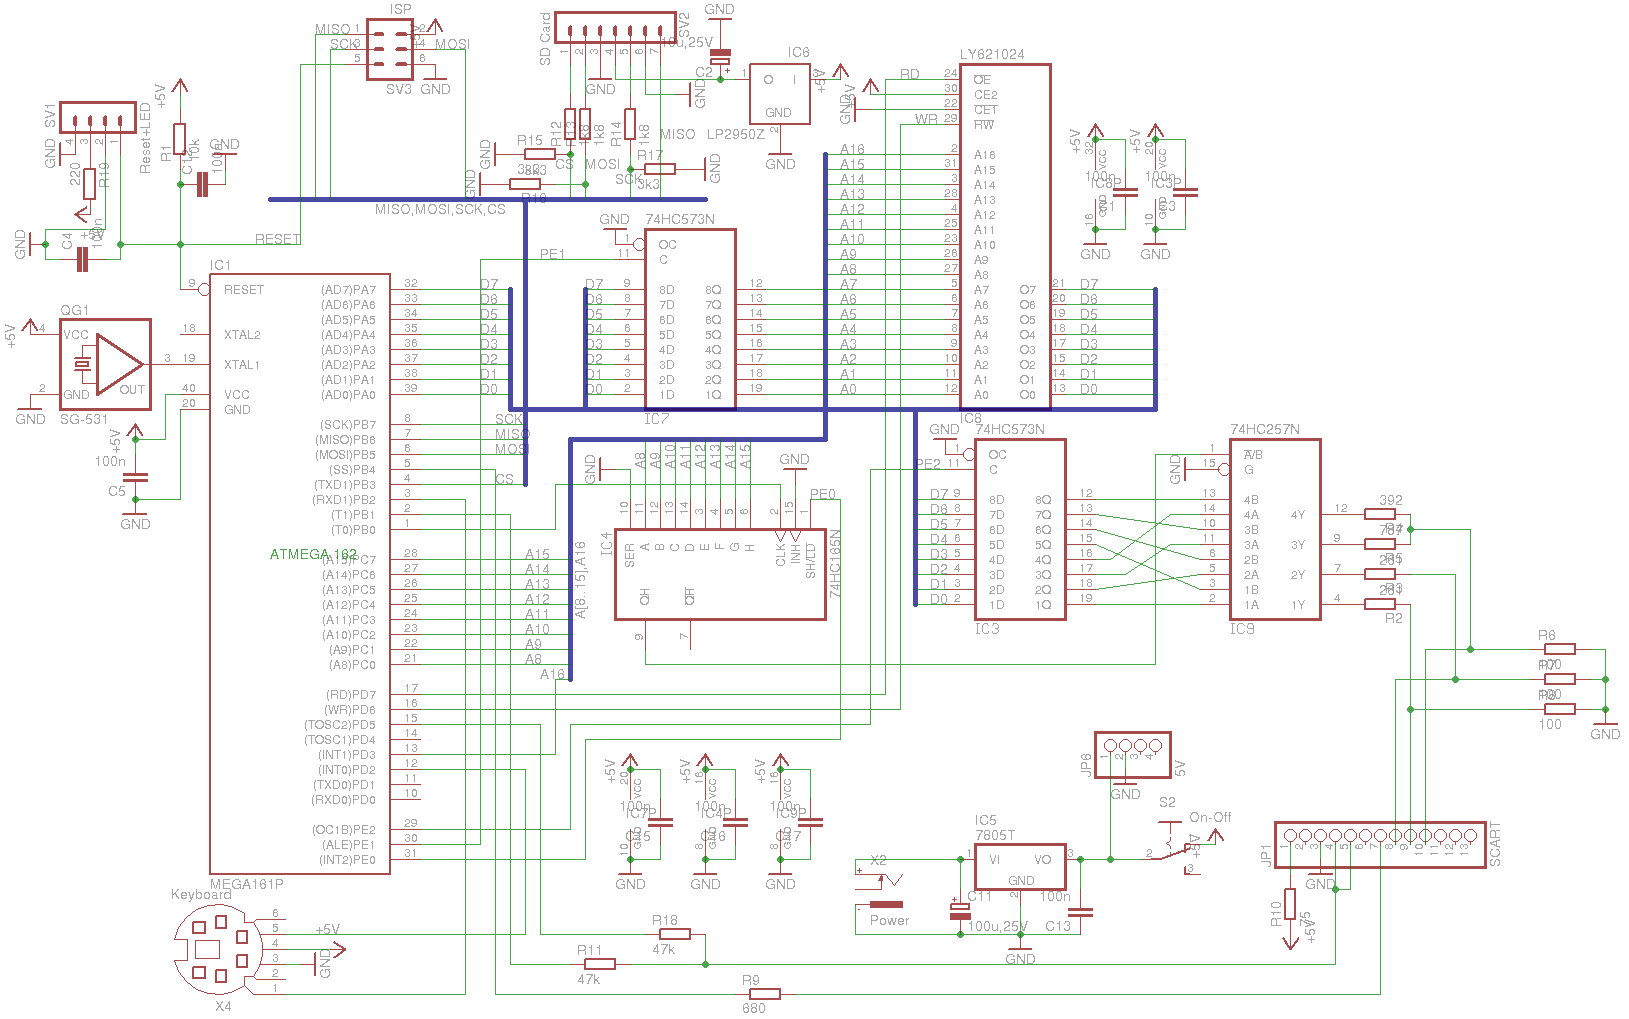 ISP
MISO 1
2
SCK 3
4 MOSI
5
6
SV3 GND
SD Card
1 2 3 4 5 6 7
SV2
GND
10u,25V
C2
GND
GND
IC6
O I
GND
1
3
2
+5V
LP2950Z
GND
R12
R13
1k8
1k8
R14
MISO
R15
3k3
R17
3k3
R16
CS
MOSI
SCK
GND
GND
GND
MISO,MOSI,SCK,CS
SV1
4 3 2 1
Reset+LED
GND
220
R19
+5V
C4
100n
GND
+5V
R1
10k
100n
GND
RESET
LY621024
RD 24 OE
+5V 30 CE2
GND 22 CE1
WR 29 RW
A16 2 A16
A15 31 A15
A14 3 A14
A13 28 A13
A12 4 A12
A11 25 A11
A10 23 A10
A9 26 A9
A8 27 A8
A7 5 A7 O7 21 D7
A6 6 A6 O6 20 D6
A5 7 A5 O5 19 D5
A4 8 A4 O4 18 D4
A3 9 A3 O3 17 D3
A2 10 A2 O2 15 D2
A1 11 A1 O1 14 D1
A0 12 A0 O0 13 D0
IC8
+5V
32
VCC
100n
IC8P
C1
16
GND
GND
+5V
20
VCC
100n
IC3P
C3
10
GND
GND
74HC573N
GND 1 OC
PE1 11 C
D7 9 8D 8Q 12
D6 8 7D 7Q 13
D5 7 6D 6Q 14
D4 6 5D 5Q 15
D3 5 4D 4Q 16
D2 4 3D 3Q 17
D1 3 2D 2Q 18
D0 2 1D 1Q 19
IC7
IC1
9 RESET
18 XTAL2
19 XTAL1
40 VCC
20 GND
(AD7)PA7 32 D7
(AD6)PA6 33 D6
(AD5)PA5 34 D5
(AD4)PA4 35 D4
(AD3)PA3 36 D3
(AD2)PA2 37 D2
(AD1)PA1 38 D1
(AD0)PA0 39 D0
(SCK)PB7 8 SCK
(MISO)PB6 7 MISO
(MOSI)PB5 6 MOSI
(SS)PB4 5
(TXD1)PB3 4 CS
(RXD1)PB2 3
(T1)PB1 2
(T0)PB0 1
ATMEGA 162
(A15)PC7 28 A15
(A14)PC6 27 A14
(A13)PC5 26 A13
(A12)PC4 25 A12
(A11)PC3 24 A11
(A10)PC2 23 A10
(A9)PC1 22 A9
(A8)PC0 21 A8
A16
(RD)PD7 17
(WR)PD6 16
(TOSC2)PD5 15
(TOSC1)PD4 14
(INT1)PD3 13
(INT0)PD2 12
(TXD0)PD1 11
(RXD0)PD0 10
(OC1B)PE2 29
(ALE)PE1 30
(INT2)PE0 31
MEGA161P
QG1
+5V 4 VCC
2 GND OUT 3
GND
SG-531
+5V
100n
C5
GND
A[8..15],A16
GND
A8 A9 A10 A11 A12 A13 A14 A15
GND
PE0
10 11 12 13 14 3 4 5 6 2 15 1
IC4
SER A B C D E F G H CLK INH SH/LD
QH QH
9 7
74HC165N
74HC573N
GND 1 OC
PE2 11 C
D7 9 8D 8Q 12
D6 8 7D 7Q 13
D5 7 6D 6Q 14
D4 6 5D 5Q 15
D3 5 4D 4Q 16
D2 4 3D 3Q 17
D1 3 2D 2Q 18
D0 2 1D 1Q 19
IC3
74HC257N
1 A/B
GND 15 G
13 4B
14 4A 4Y 12
10 3B
11 3A 3Y 9
6 2B
5 2A 2Y 7
3 1B
2 1A 1Y 4
IC9
392
R4
787
R5
261
R3
261
R2
R6
100
R7
100
R8
100
GND
+5V
20
VCC
100n
IC7P
10
GND
GND
+5V
16
VCC
100n
IC4P
C16
8
GND
GND
+5V
16
VCC
100n
IC9P
8
GND
GND
JP6
1 2 3 4
5V
GND
S2
On-Off
+5V
1
2
3
IC5
7805T
1 VI VO 3
GND
2
X2
Power
C11
100u,25V
100n
C13
GND
JP1
1 2 3 4 5 6 7 8 9 10 11 12 13
SCART
GND
R10
75
+5V
Keyboard
6
5 +5V
4
3 GND
2
1
X4
R18
47k
R11
47k
R9
680